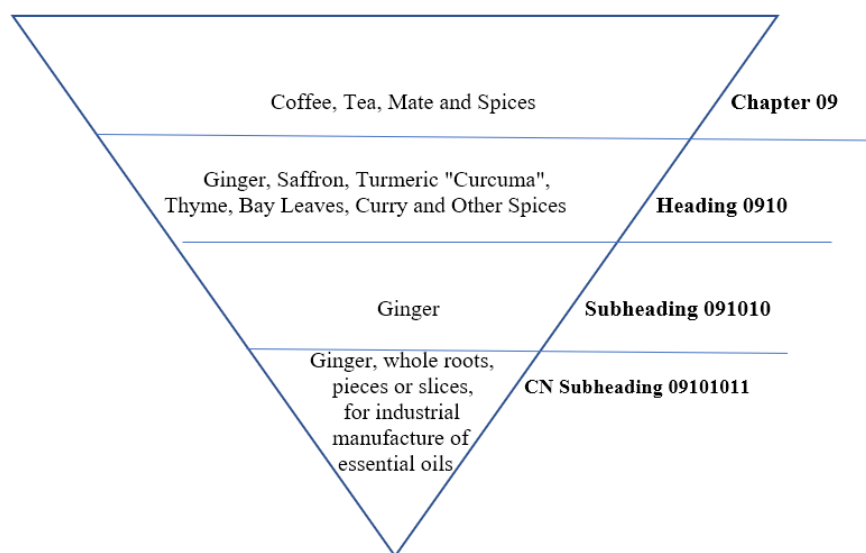 Coffee, Tea, Mate and Spices
Chapter 09
Ginger, Saffron, Turmeric "Curcuma",
Thyme, Bay Leaves, Curry and Other Spices
Heading 0910
Ginger
Subheading 091010
Ginger, whole roots,
pieces or slices,
for industrial
manufacture of
essential oils
CN Subheading 09101011